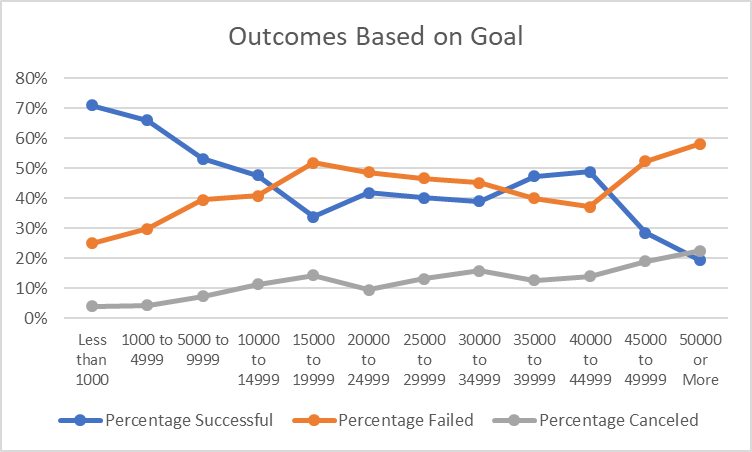 Outcomes Based on Goal
80%
70%
60%
50%
40%
30%
20%
10%
0%
Less than 1000
1000 to 4999
5000 to 9999
10000 to 14999
15000 to 19999
20000 to 24999
25000 to 29999
30000 to 34999
35000 to 39999
40000 to 44999
45000 to 49999
50000 or More
Percentage Successful
Percentage Failed
Percentage Canceled